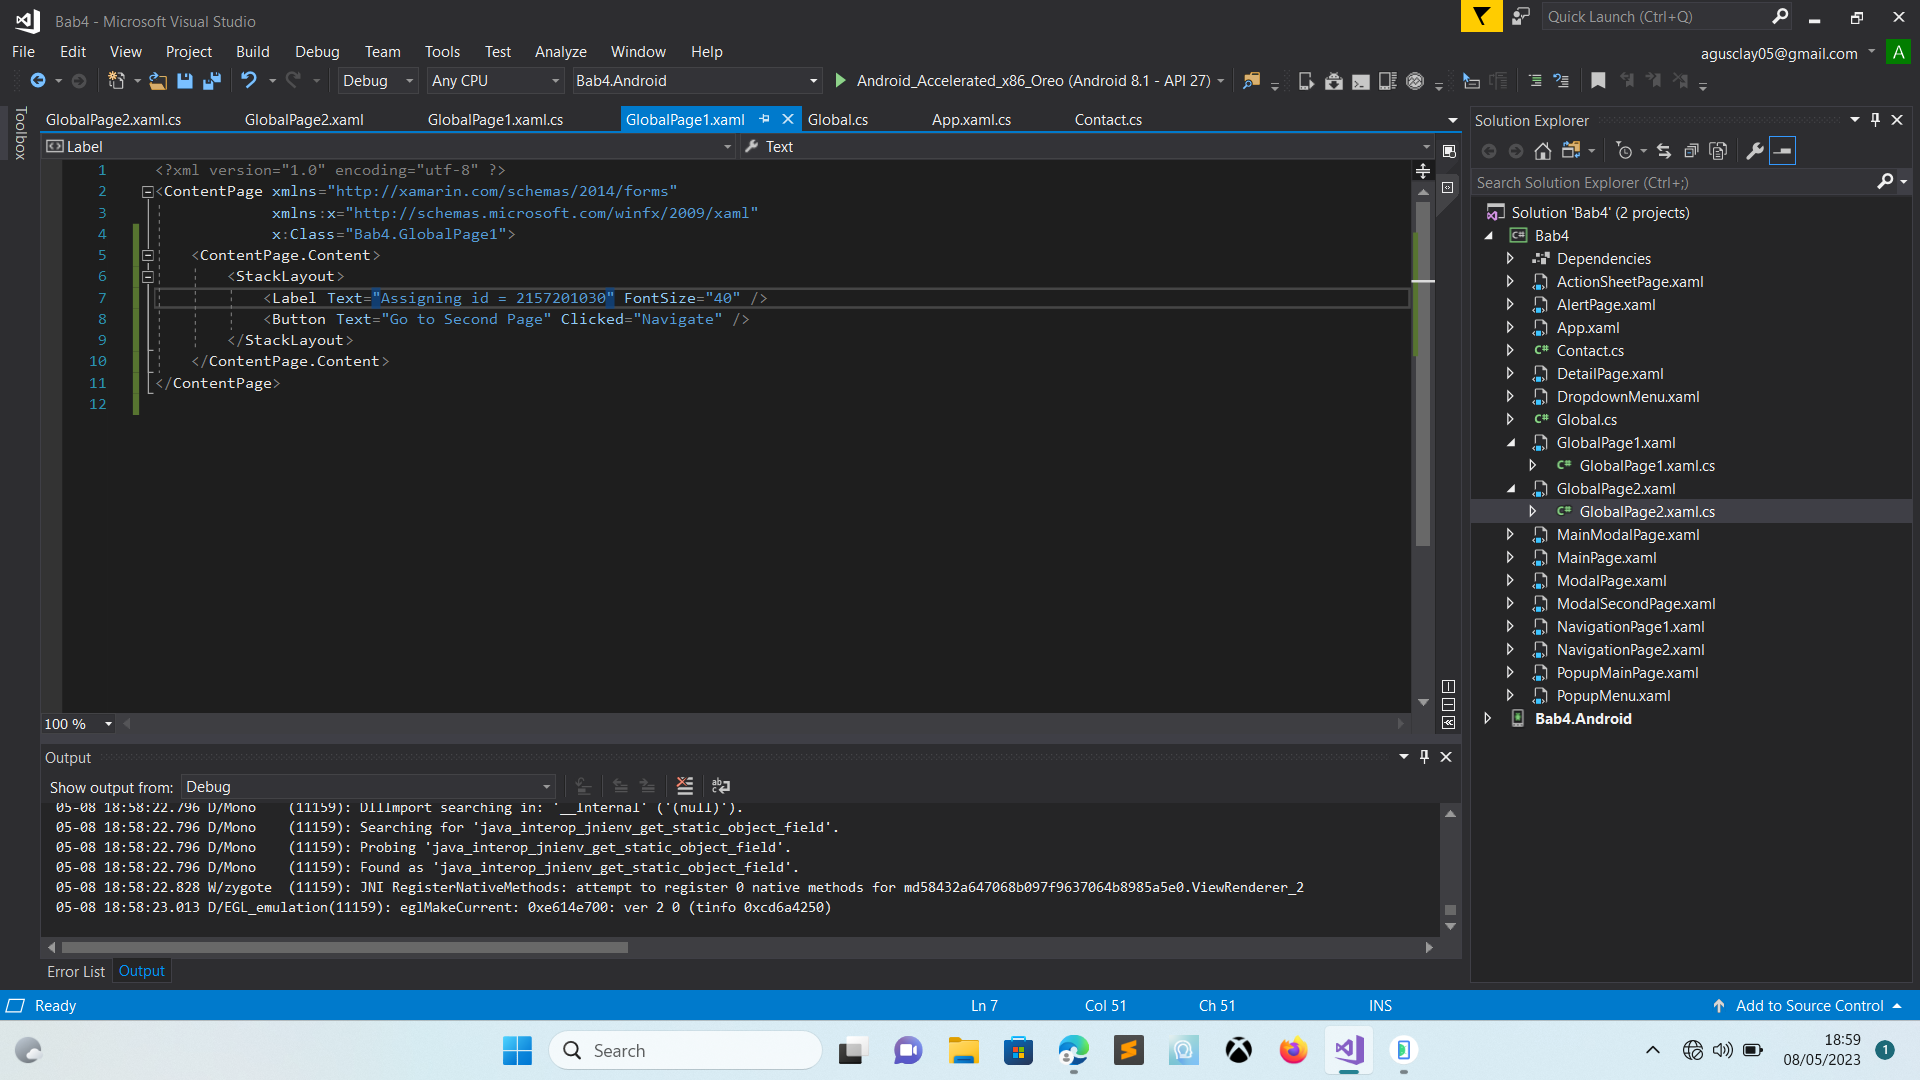 Bab4 - Microsoft Visual Studio
Quick Launch (Ctrl+Q)
File Edit View Project Build Debug Team Tools Test Analyze Window Help
agusclay05@gmail.com A
Debug Any CPU Bab4.Android Android_Accelerated_x86_Oreo (Android 8.1 - API 27)
Toolbox
GlobalPage2.xaml.cs GlobalPage2.xaml GlobalPage1.xaml.cs GlobalPage1.xaml Global.cs App.xaml.cs Contact.cs
Label Text
1 <?xml version="1.0" encoding="utf-8" ?>
2 <ContentPage xmlns="http://xamarin.com/schemas/2014/forms"
3 xmlns:x="http://schemas.microsoft.com/winfx/2009/xaml"
4 x:Class="Bab4.GlobalPage1">
5 <ContentPage.Content>
6 <StackLayout>
7 <Label Text="Assigning id = 2157201030" FontSize="40" />
8 <Button Text="Go to Second Page" Clicked="Navigate" />
9 </StackLayout>
10 </ContentPage.Content>
11 </ContentPage>
12
100 %
Output
Show output from: Debug
05-08 18:58:22.796 D/Mono (11159): DllImport searching in: '__Internal' ('(null)').
05-08 18:58:22.796 D/Mono (11159): Searching for 'java_interop_jnienv_get_static_object_field'.
05-08 18:58:22.796 D/Mono (11159): Probing 'java_interop_jnienv_get_static_object_field'.
05-08 18:58:22.796 D/Mono (11159): Found as 'java_interop_jnienv_get_static_object_field'.
05-08 18:58:22.828 W/zygote (11159): JNI RegisterNativeMethods: attempt to register 0 native methods for md58432a647068b097f9637064b8985a5e0.ViewRenderer_2
05-08 18:58:23.013 D/EGL_emulation(11159): eglMakeCurrent: 0xe614e700: ver 2 0 (tinfo 0xcd6a4250)
Error List Output
Solution Explorer
Search Solution Explorer (Ctrl+;)
Solution 'Bab4' (2 projects)
Bab4
Dependencies
ActionSheetPage.xaml
AlertPage.xaml
App.xaml
Contact.cs
DetailPage.xaml
DropdownMenu.xaml
Global.cs
GlobalPage1.xaml
GlobalPage1.xaml.cs
GlobalPage2.xaml
GlobalPage2.xaml.cs
MainModalPage.xaml
MainPage.xaml
ModalPage.xaml
ModalSecondPage.xaml
NavigationPage1.xaml
NavigationPage2.xaml
PopupMainPage.xaml
PopupMenu.xaml
Bab4.Android
Ready Ln 7 Col 51 Ch 51 INS Add to Source Control
Search
18:59
08/05/2023
1